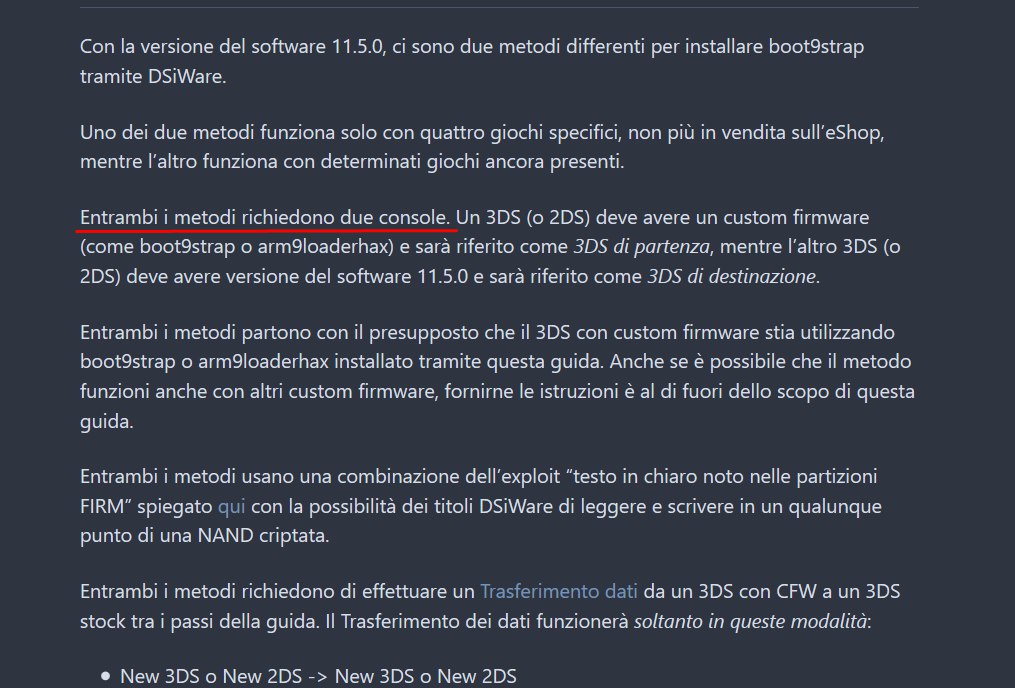 Con la versione del software 11.5.0, ci sono due metodi differenti per installare boot9strap
tramite DSiWare.
Uno dei due metodi funziona solo con quattro giochi specifici, non più in vendita sull’eShop,
mentre l’altro funziona con determinati giochi ancora presenti.
Entrambi i metodi richiedono due console. Un 3DS (o 2DS) deve avere un custom firmware
(come boot9strap o arm9loaderhax) e sarà riferito come 3DS di partenza, mentre l’altro 3DS (o
2DS) deve avere versione del software 11.5.0 e sarà riferito come 3DS di destinazione.
Entrambi i metodi partono con il presupposto che il 3DS con custom firmware stia utilizzando
boot9strap o arm9loaderhax installato tramite questa guida. Anche se è possibile che il metodo
funzioni anche con altri custom firmware, fornirne le istruzioni è al di fuori dello scopo di questa
guida.
Entrambi i metodi usano una combinazione dell’exploit “testo in chiaro noto nelle partizioni
FIRM” spiegato qui con la possibilità dei titoli DSiWare di leggere e scrivere in un qualunque
punto di una NAND criptata.
Entrambi i metodi richiedono di effettuare un Trasferimento dati da un 3DS con CFW a un 3DS
stock tra i passi della guida. Il Trasferimento dei dati funzionerà soltanto in queste modalità:
• New 3DS o New 2DS -> New 3DS o New 2DS